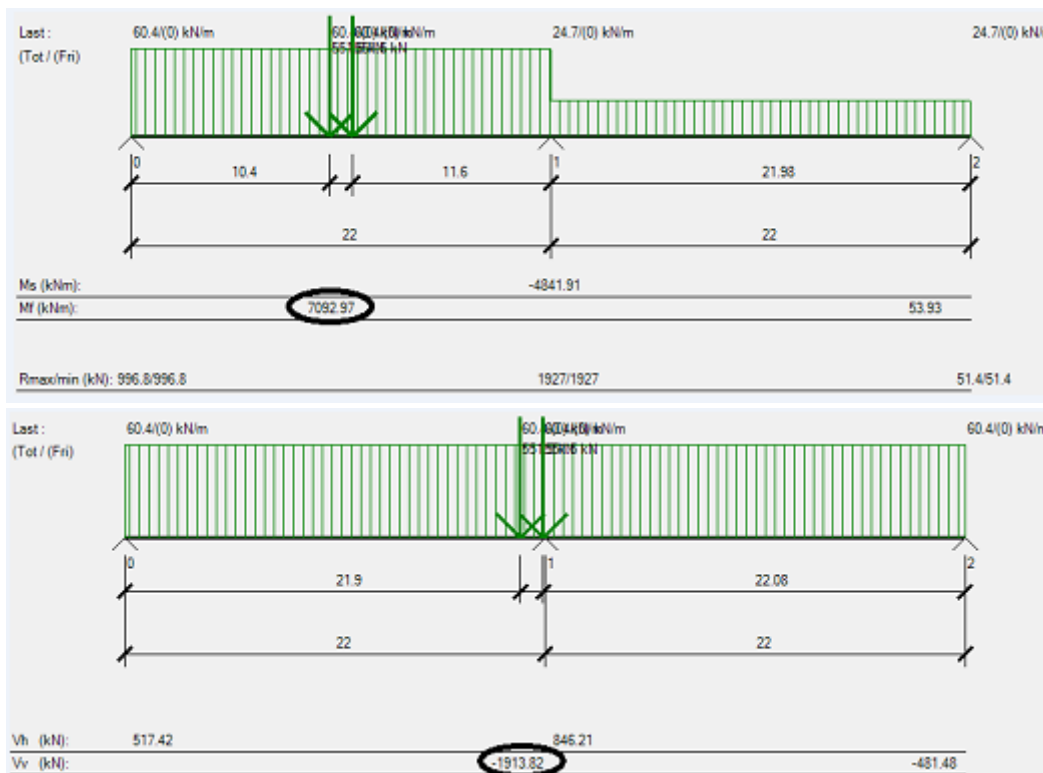 Last : 60.4/(0) kN/m 24.7/(0) kN/m 24.7/(0) kN/
(Tot / (Fri)
0 1 2
10.4 11.6 21.98
22 22
Ms (kNm): -4841.91
Mf (kNm): 7092.97 53.93
Rmax/min (kN): 996.8/996.8 1927/1927 51.4/51.4
Last : 60.4/(0) kN/m 60.4/(0) kN/m
(Tot / (Fri)
0 1 2
21.9 22.08
22 22
Vh (kN): 517.42 846.21
Vv (kN): -1913.82 -481.48